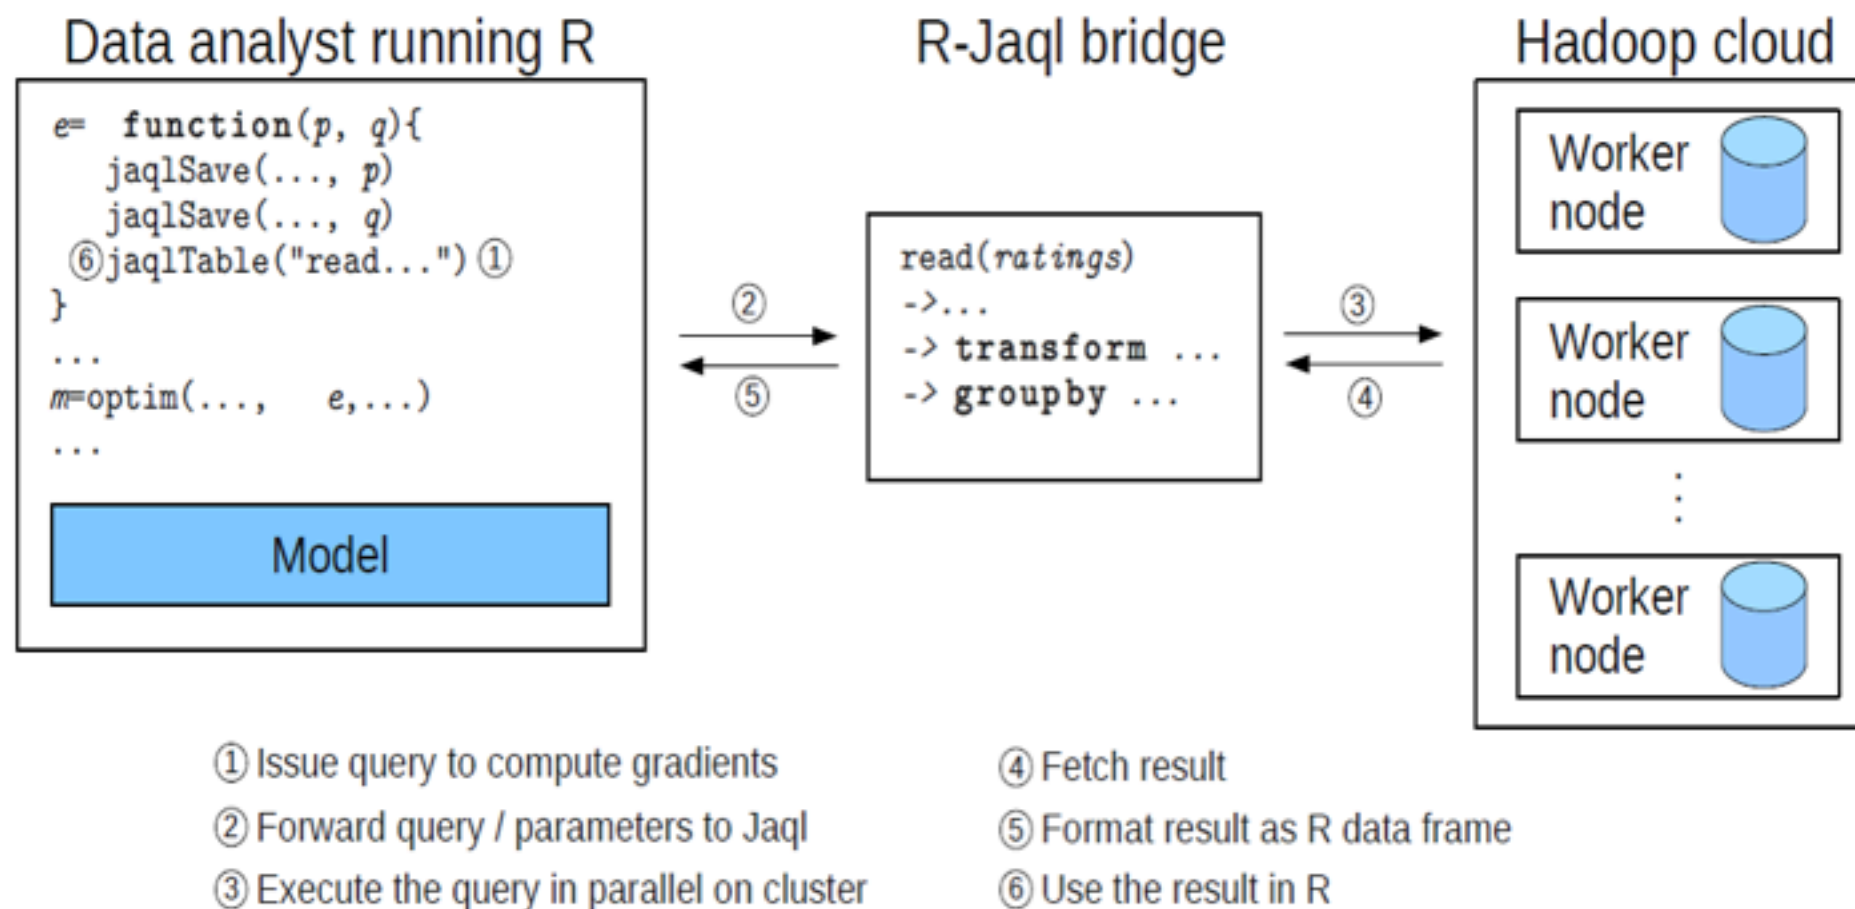 Data analyst running R
e= function(p, q){
jaqlSave(..., p)
jaqlSave(..., q)
⑥jaqlTable("read...") ①
}
...
m=optim(..., e,...)
...
Model
R-Jaql bridge
②
⑤
read(ratings)
->...
-> transform ...
-> groupby ...
③
④
Hadoop cloud
Worker
node
Worker
node
⋮
Worker
node
① Issue query to compute gradients
② Forward query / parameters to Jaql
③ Execute the query in parallel on cluster
④ Fetch result
⑤ Format result as R data frame
⑥ Use the result in R